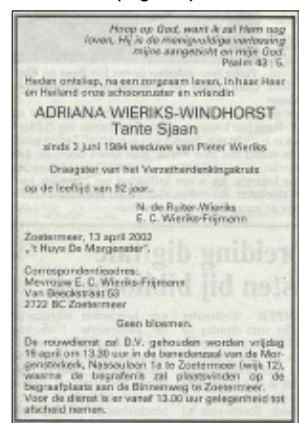 Hoop op God, want ik zal Hem nog
loven, Hij is de menigvuldige verlossing
mijns aangezicht en mijn God.
Psalm 43 : 5.
Heden ontsliep, na een zorgzaam leven, in haar Heer
en Heiland onze schoonzuster en vriendin
ADRIANA WIERIKS-WINDHORST
Tante Sjaan
sinds 3 juni 1984 weduwe van Pieter Wieriks
Draagster van het Verzetherdenkingskruis
op de leeftijd van 82 jaar.
N. de Ruiter-Wieriks
E. C. Wieriks-Frijmann
Zoetermeer, 13 april 2002
„'t Huys De Morgenster".
Correspondentieadres:
Mevrouw E. C. Wieriks-Frijmann
Van Beeckstraat 53
2722 BC Zoetermeer
Geen bloemen.
De rouwdienst zal D.V. gehouden worden vrijdag
19 april om 13.30 uur in de benedenzaal van de Mor-
gensterkerk, Nassaulaan 1a te Zoetermeer (wijk 12),
waarna de begrafenis zal plaatsvinden op de
begraafplaats aan de Binnenweg te Zoetermeer.
Voor de dienst is er vanaf 13.00 uur gelegenheid tot
afscheid nemen.